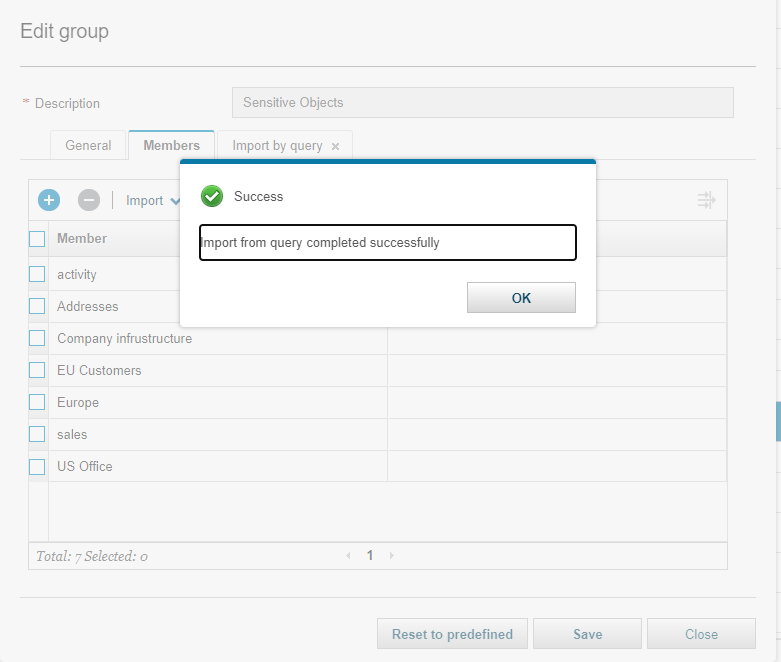 Edit group
* Description
Sensitive Objects
General
Members
Import by query ×
Import
Success
Import from query completed successfully
OK
Member
activity
Addresses
Company infrustructure
EU Customers
Europe
sales
US Office
Total: 7 Selected: 0
1
Reset to predefined
Save
Close